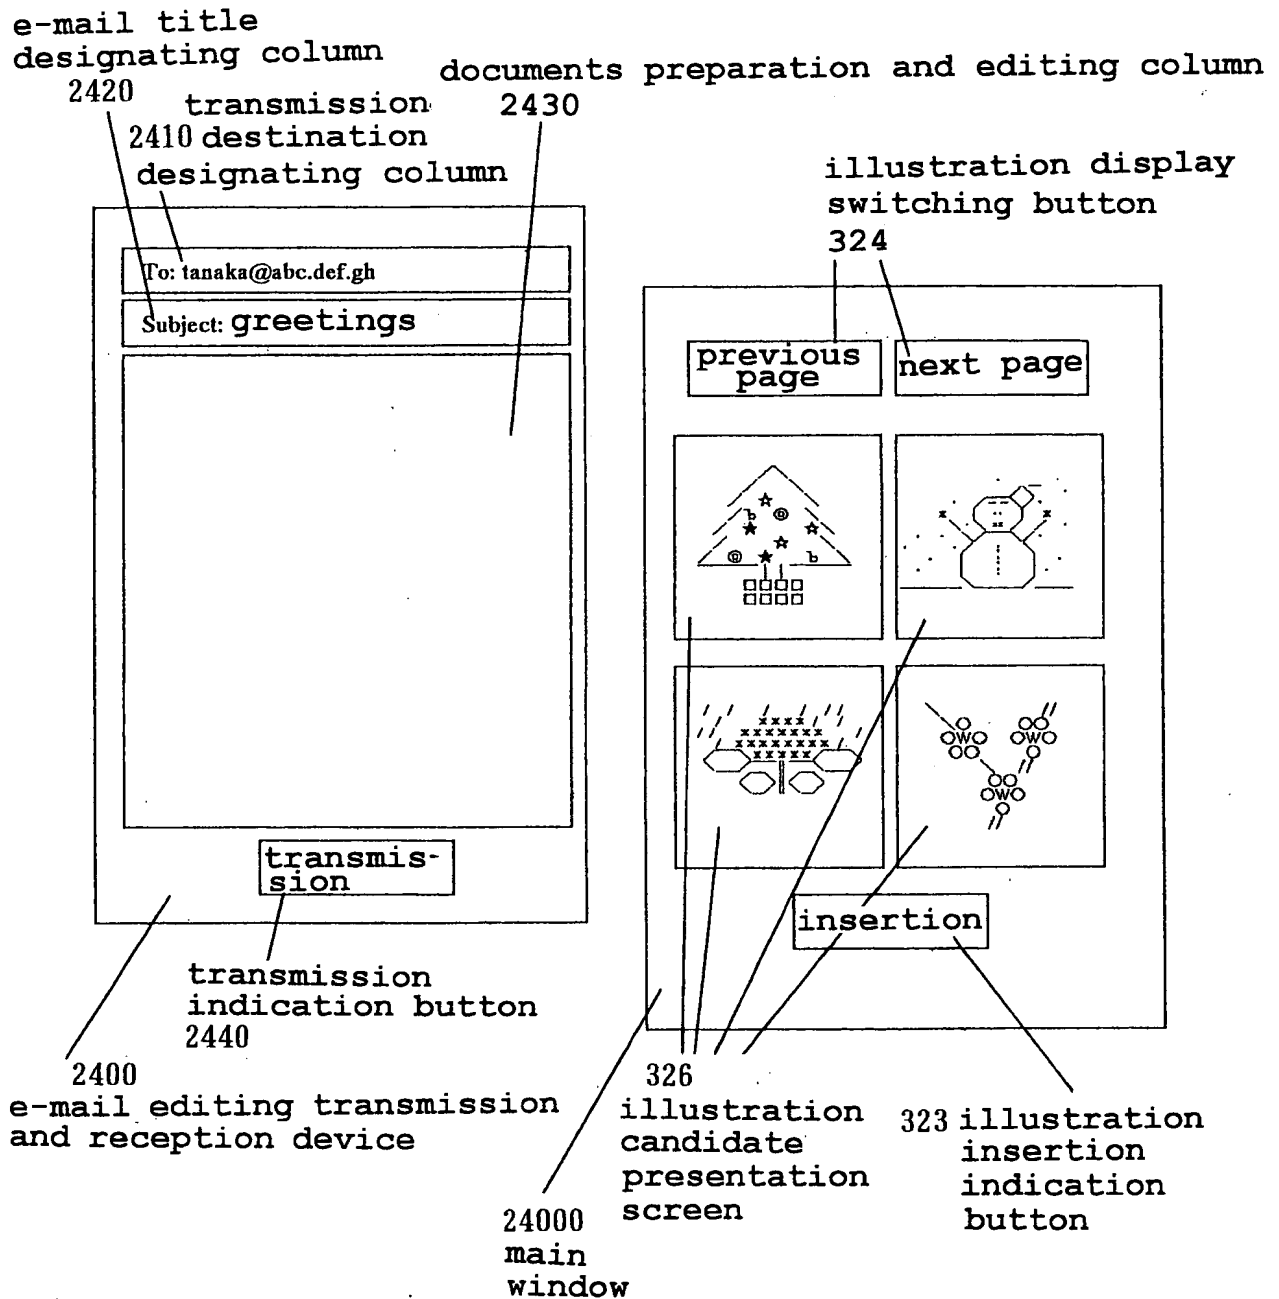 e-mail title
designating column
2420
documents preparation and editing column
2430
transmission
2410 destination
designating column
illustration display
switching button
324
To: tanaka@abc.def.gh
Subject: greetings
previous
page
next page
transmis-
sion
insertion
transmission
indication button
2440
2400
e-mail editing transmission
and reception device
326
illustration
candidate
presentation
screen
323 illustration
insertion
indication
button
24000
main
window